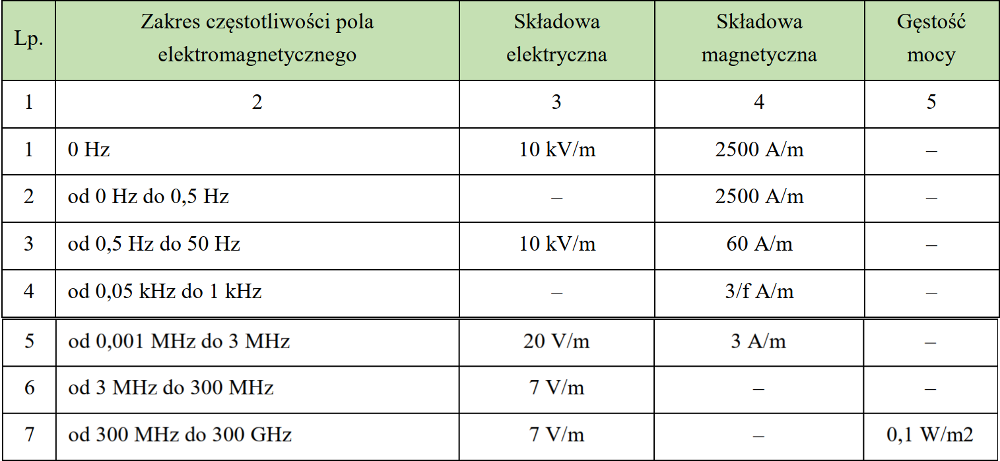 Lp. Zakres częstotliwości pola elektromagnetycznego Składowa elektryczna Składowa magnetyczna Gęstość mocy
1 2 3 4 5
1 0 Hz 10 kV/m 2500 A/m –
2 od 0 Hz do 0,5 Hz – 2500 A/m –
3 od 0,5 Hz do 50 Hz 10 kV/m 60 A/m –
4 od 0,05 kHz do 1 kHz – 3/f A/m –
5 od 0,001 MHz do 3 MHz 20 V/m 3 A/m –
6 od 3 MHz do 300 MHz 7 V/m – –
7 od 300 MHz do 300 GHz 7 V/m – 0,1 W/m2